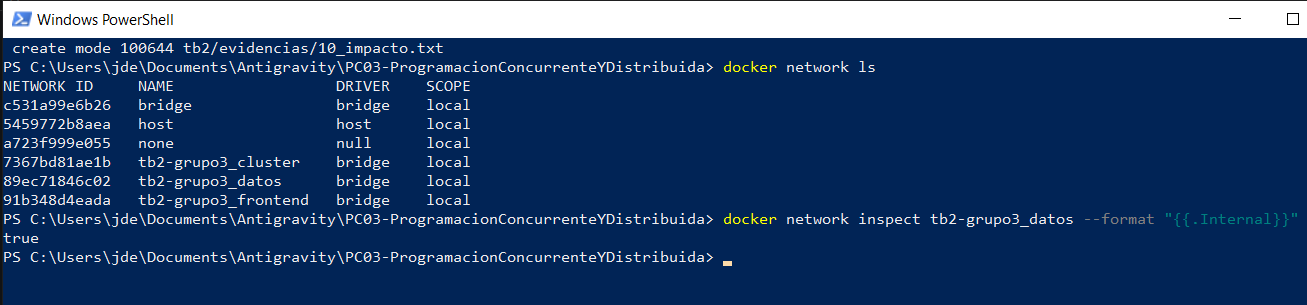 Windows PowerShell
create mode 100644 tb2/evidencias/10_impacto.txt
PS C:\Users\jde\Documents\Antigravity\PC03-ProgramacionConcurrenteYDistribuida> docker network ls
NETWORK ID     NAME                  DRIVER    SCOPE
c531a99e6b26   bridge                bridge    local
5459772b8aea   host                  host      local
a723f999e055   none                  null      local
7367bd81ae1b   tb2-grupo3_cluster    bridge    local
89ec71846c02   tb2-grupo3_datos      bridge    local
91b348d4eada   tb2-grupo3_frontend   bridge    local
PS C:\Users\jde\Documents\Antigravity\PC03-ProgramacionConcurrenteYDistribuida> docker network inspect tb2-grupo3_datos --format "{{.Internal}}"
true
PS C:\Users\jde\Documents\Antigravity\PC03-ProgramacionConcurrenteYDistribuida>